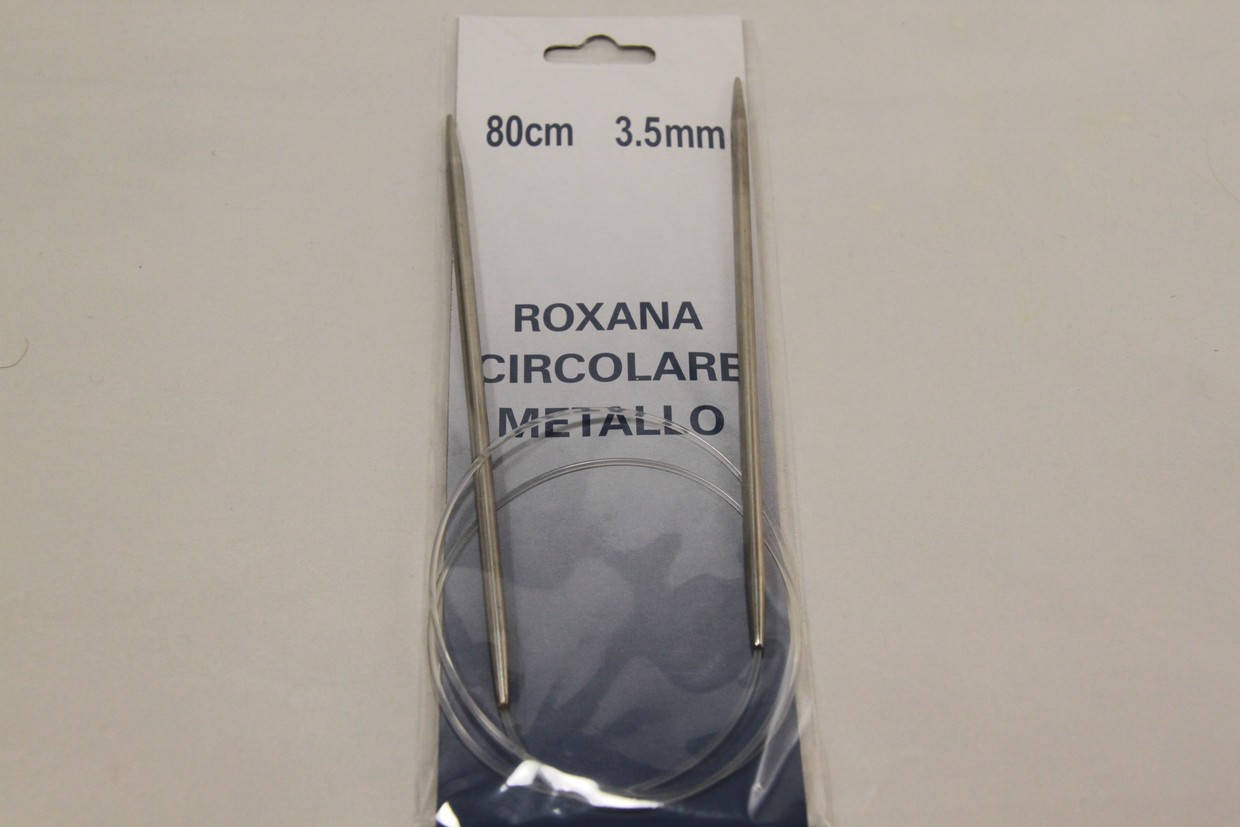 80cm 3.5mm
ROXANA
CIRCOLARE
METALLO